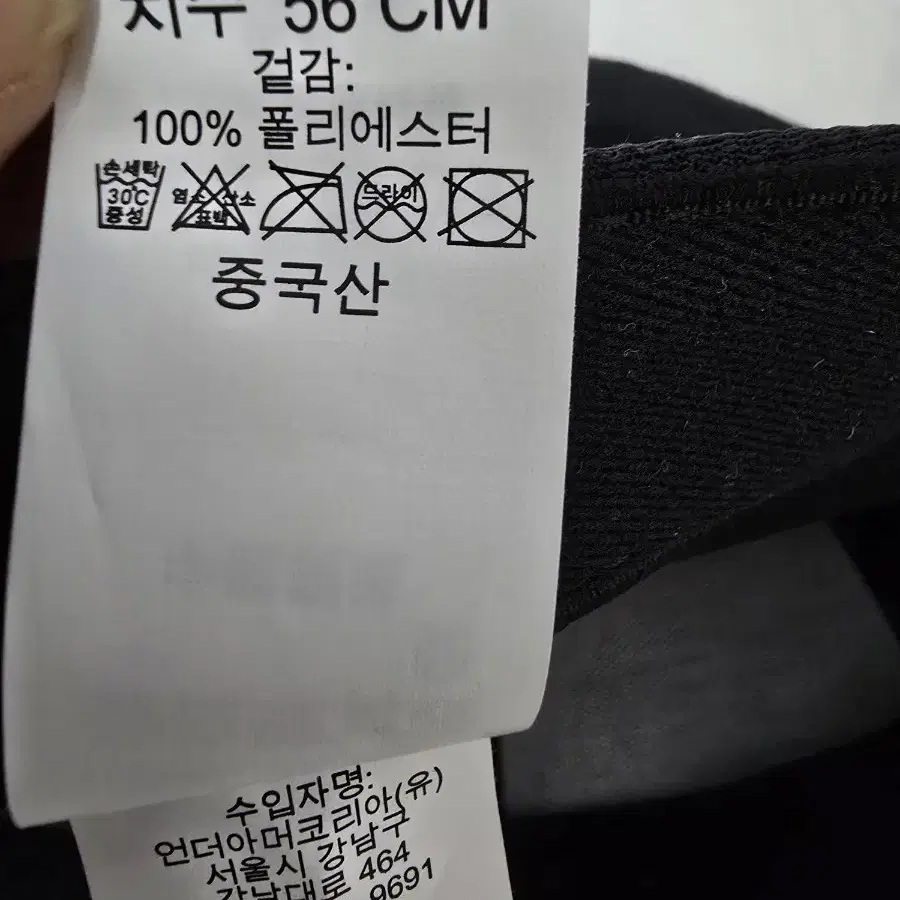 치수 56 CM
겉감:
100% 폴리에스터
손세탁 30℃ 중성 염소 산소 표백 드라이
중국산
수입자명:
언더아머코리아(유)
서울시 강남구
강남대로 464
9691